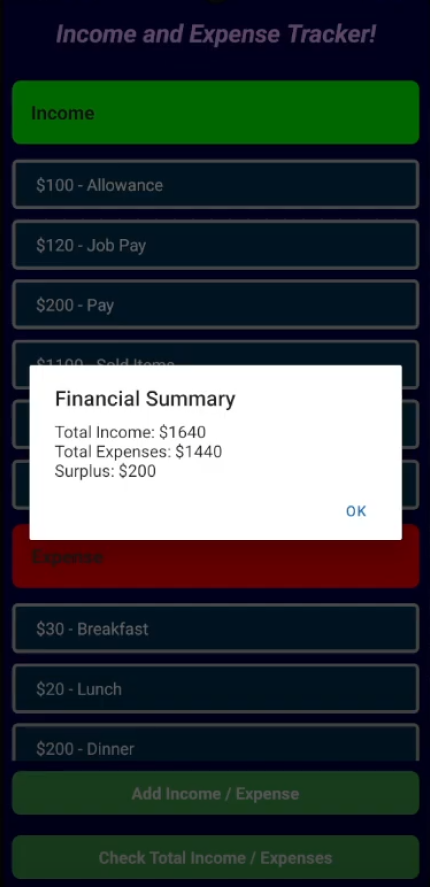 Income and Expense Tracker!
Income
$100 - Allowance
$120 - Job Pay
$200 - Pay
$1100 - Sold Items
Financial Summary
Total Income: $1640
Total Expenses: $1440
Surplus: $200
OK
Expense
$30 - Breakfast
$20 - Lunch
$200 - Dinner
Add Income / Expense
Check Total Income / Expenses